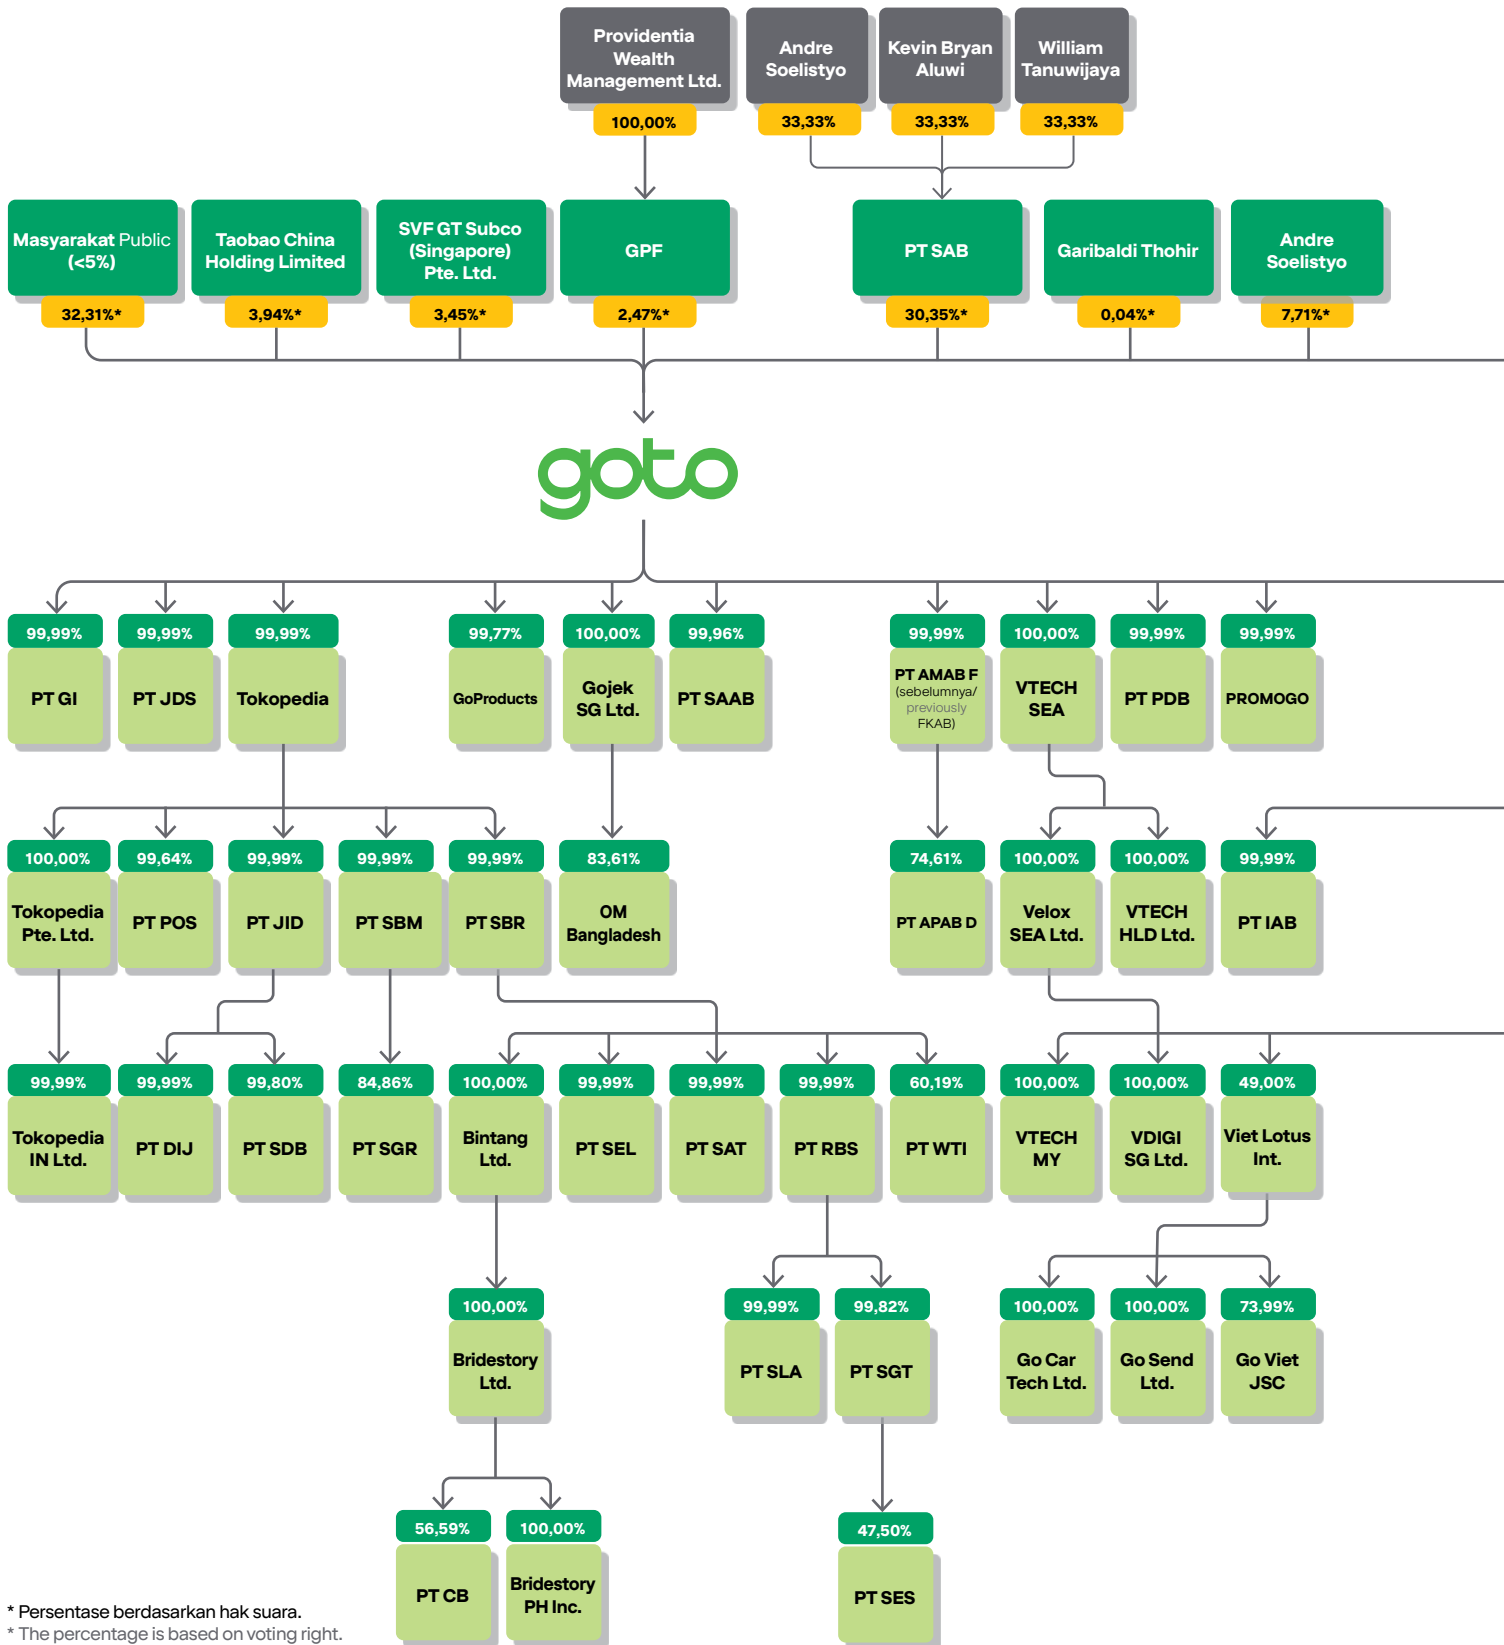 Providentia
Wealth
Management Ltd.
Andre
Soelistyo
Kevin Bryan
Aluwi
William
Tanuwijaya
100,00%
33,33%
33,33%
33,33%
Masyarakat Public
(<5%)
Taobao China
Holding Limited
SVF GT Subco
(Singapore)
Pte. Ltd.
GPF
PT SAB
Garibaldi Thohir
Andre
Soelistyo
32,31%*
3,94%*
3,45%*
2,47%*
30,35%*
0,04%*
7,71%*
goto
99,99%
99,99%
99,99%
99,77%
100,00%
99,96%
99,99%
100,00%
99,99%
99,99%
PT GI
PT JDS
Tokopedia
GoProducts
Gojek
SG Ltd.
PT SAAB
PT AMAB F
(sebelumnya/
previously
FKAB)
VTECH
SEA
PT PDB
PROMOGO
100,00%
99,64%
99,99%
99,99%
99,99%
83,61%
74,61%
100,00%
100,00%
99,99%
Tokopedia
Pte. Ltd.
PT POS
PT JID
PT SBM
PT SBR
OM
Bangladesh
PT APAB D
Velox
SEA Ltd.
VTECH
HLD Ltd.
PT IAB
99,99%
99,99%
99,80%
84,86%
100,00%
99,99%
99,99%
99,99%
60,19%
100,00%
100,00%
49,00%
Tokopedia
IN Ltd.
PT DIJ
PT SDB
PT SGR
Bintang
Ltd.
PT SEL
PT SAT
PT RBS
PT WTI
VTECH
MY
VDIGI
SG Ltd.
Viet Lotus
Int.
100,00%
99,99%
99,82%
100,00%
100,00%
73,99%
Bridestory
Ltd.
PT SLA
PT SGT
Go Car
Tech Ltd.
Go Send
Ltd.
Go Viet
JSC
56,59%
100,00%
47,50%
PT CB
Bridestory
PH Inc.
PT SES
* Persentase berdasarkan hak suara.
* The percentage is based on voting right.